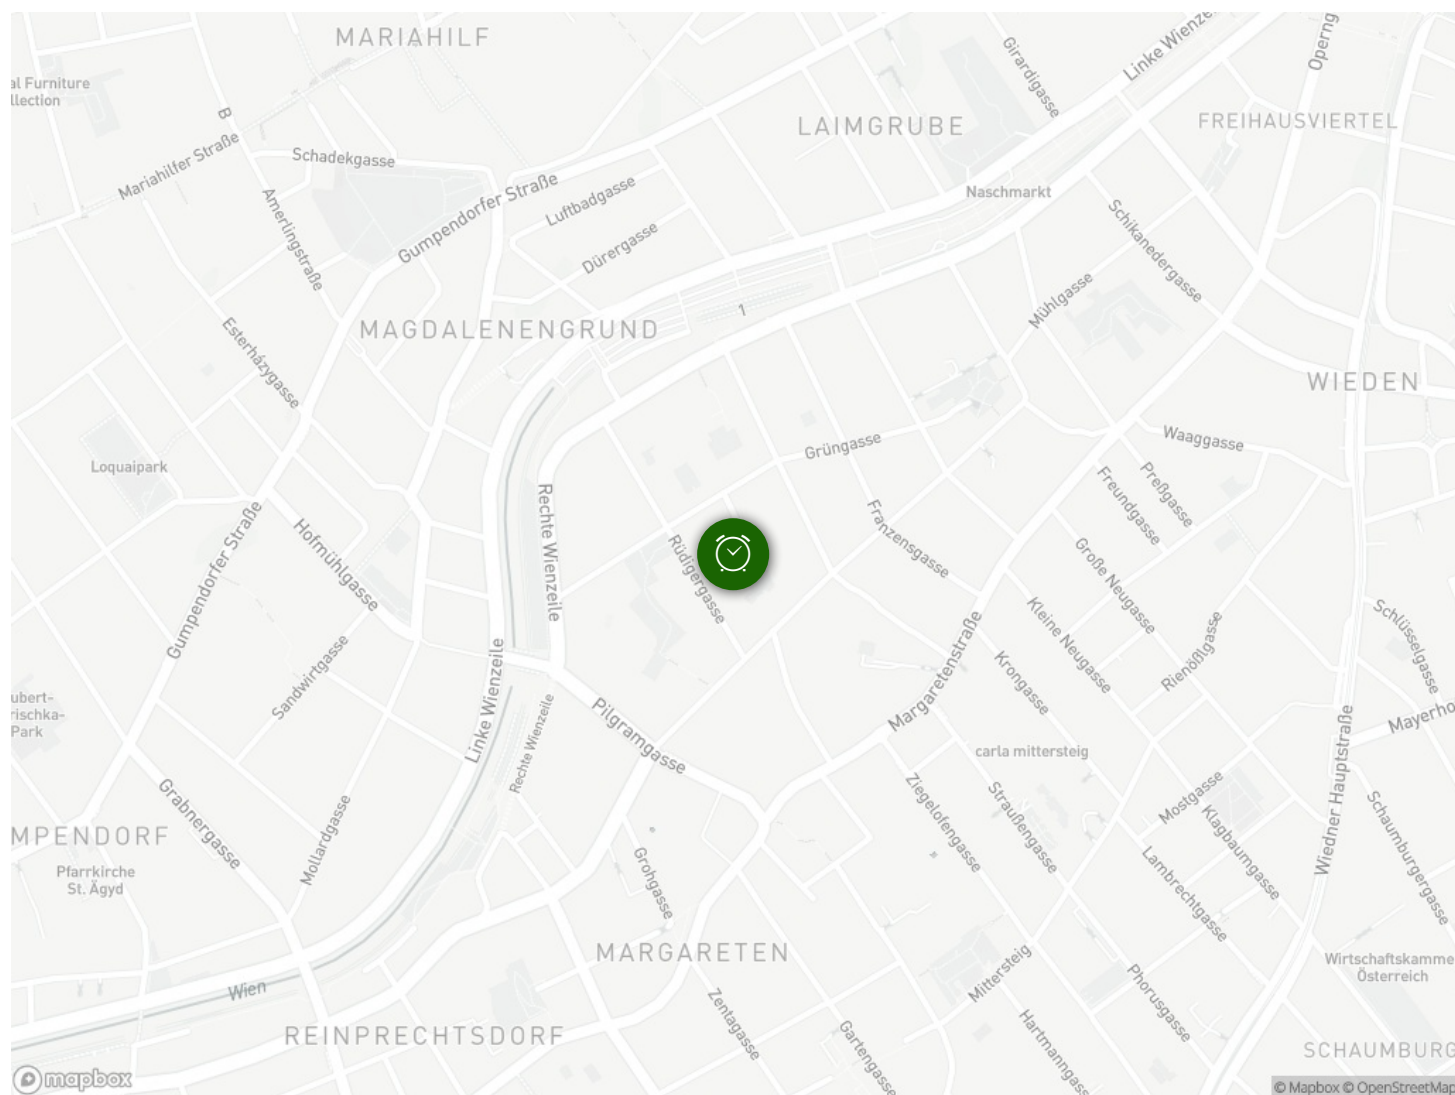 MARIAHILF
Girardigasse
Linke Wienze
Operng
al Furniture
llection
B
LAIMGRUBE
FREIHAUSVIERTEL
Mariahilfer Straße
Schadekgasse
Gumpendorfer Straße
Luftbadgasse
Naschmarkt
Amerlingstraße
Dürergasse
Schikanedergasse
Mühlgasse
1
MAGDALENENGRUND
Esterházygasse
WIEDEN
Waaggasse
Grüngasse
Loquaipark
Preßgasse
Freundgasse
Gumpendorfer Straße
Hofmühlgasse
Rechte Wienzeile
Franzensgasse
Rüdigergasse
Große Neugasse
Kleine Neugasse
Schlüsselgasse
Sandwirtgasse
Margaretenstraße
Rienößlgasse
Krongasse
ubert-
rischka-
Park
Linke Wienzeile
Rechte Wienzeile
Pilgramgasse
Wiedner Hauptstraße
Mayerho
carla mittersteig
Grabnergasse
Mollardgasse
Ziegelofengasse
Straußengasse
Mostgasse
Klagbaumgasse
Schaumburgergasse
MPENDORF
Pfarrkirche
St. Ägyd
Grohgasse
Lambrechtgasse
MARGARETEN
Mittersteig
Wirtschaftskamme
Österreich
Wien
Zentagasse
Phorusgasse
REINPRECHTSDORF
Gartengasse
Hartmanngass
SCHAUMBURG
mapbox
© Mapbox © OpenStreetMap